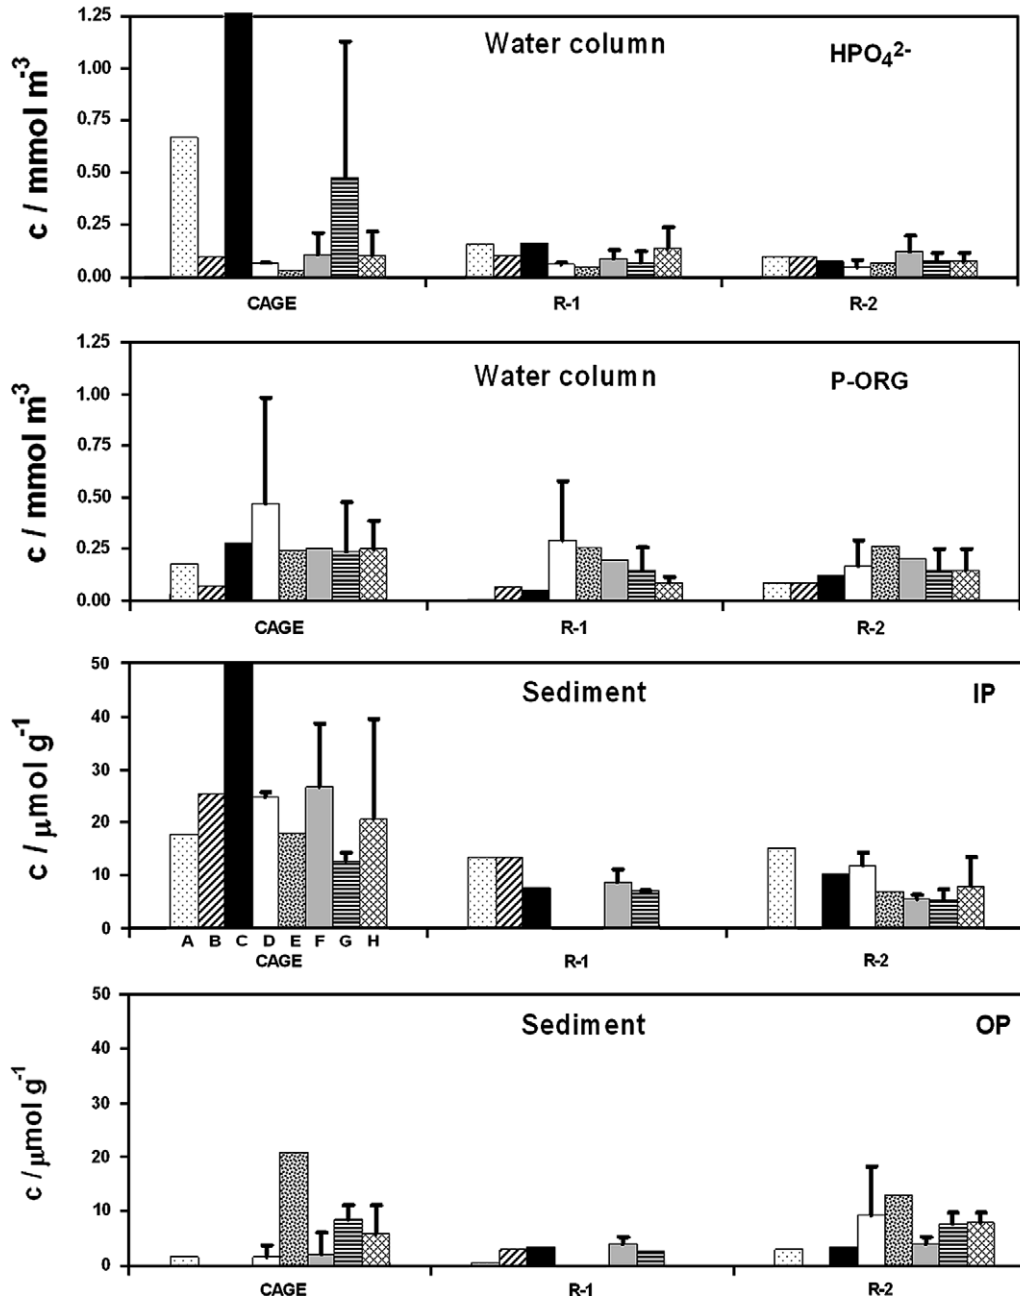 Water column
HPO₄²⁻
c / mmol m⁻³
1.25
1.00
0.75
0.50
0.25
0.00
CAGE R-1 R-2
Water column
P-ORG
c / mmol m⁻³
1.25
1.00
0.75
0.50
0.25
0.00
CAGE R-1 R-2
Sediment
IP
c / μmol g⁻¹
50
40
30
20
10
0
A B C D E F G H
CAGE R-1 R-2
Sediment
OP
c / μmol g⁻¹
50
40
30
20
10
0
CAGE R-1 R-2